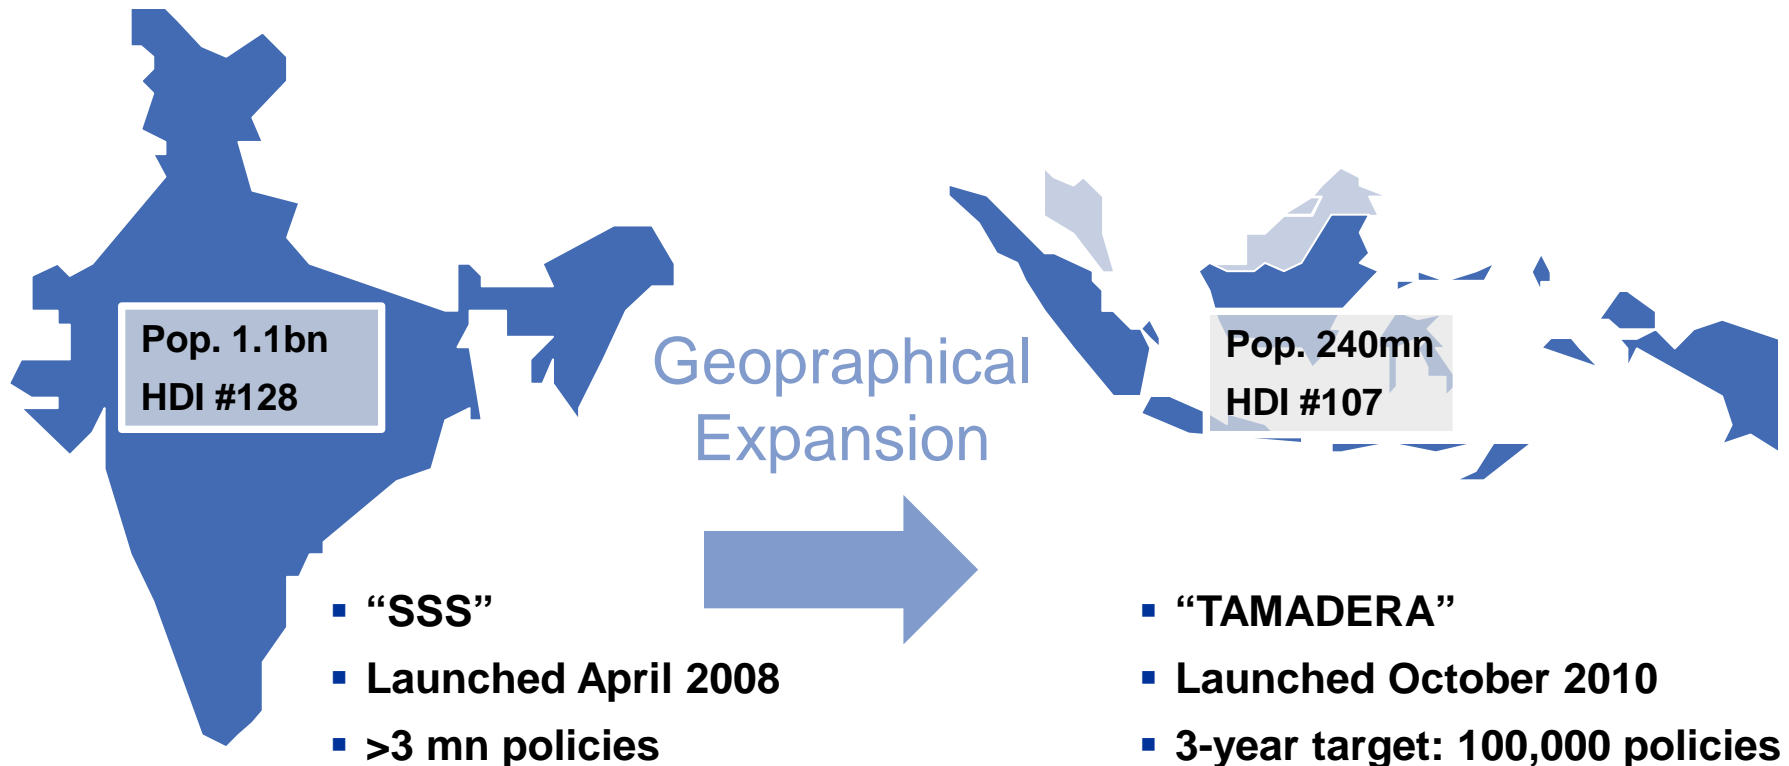 Pop. 1.1bn
HDI #128
Geopraphical
Expansion
Pop. 240mn
HDI #107
▪ “SSS”
▪ Launched April 2008
▪ >3 mn policies
▪ “TAMADERA”
▪ Launched October 2010
▪ 3-year target: 100,000 policies